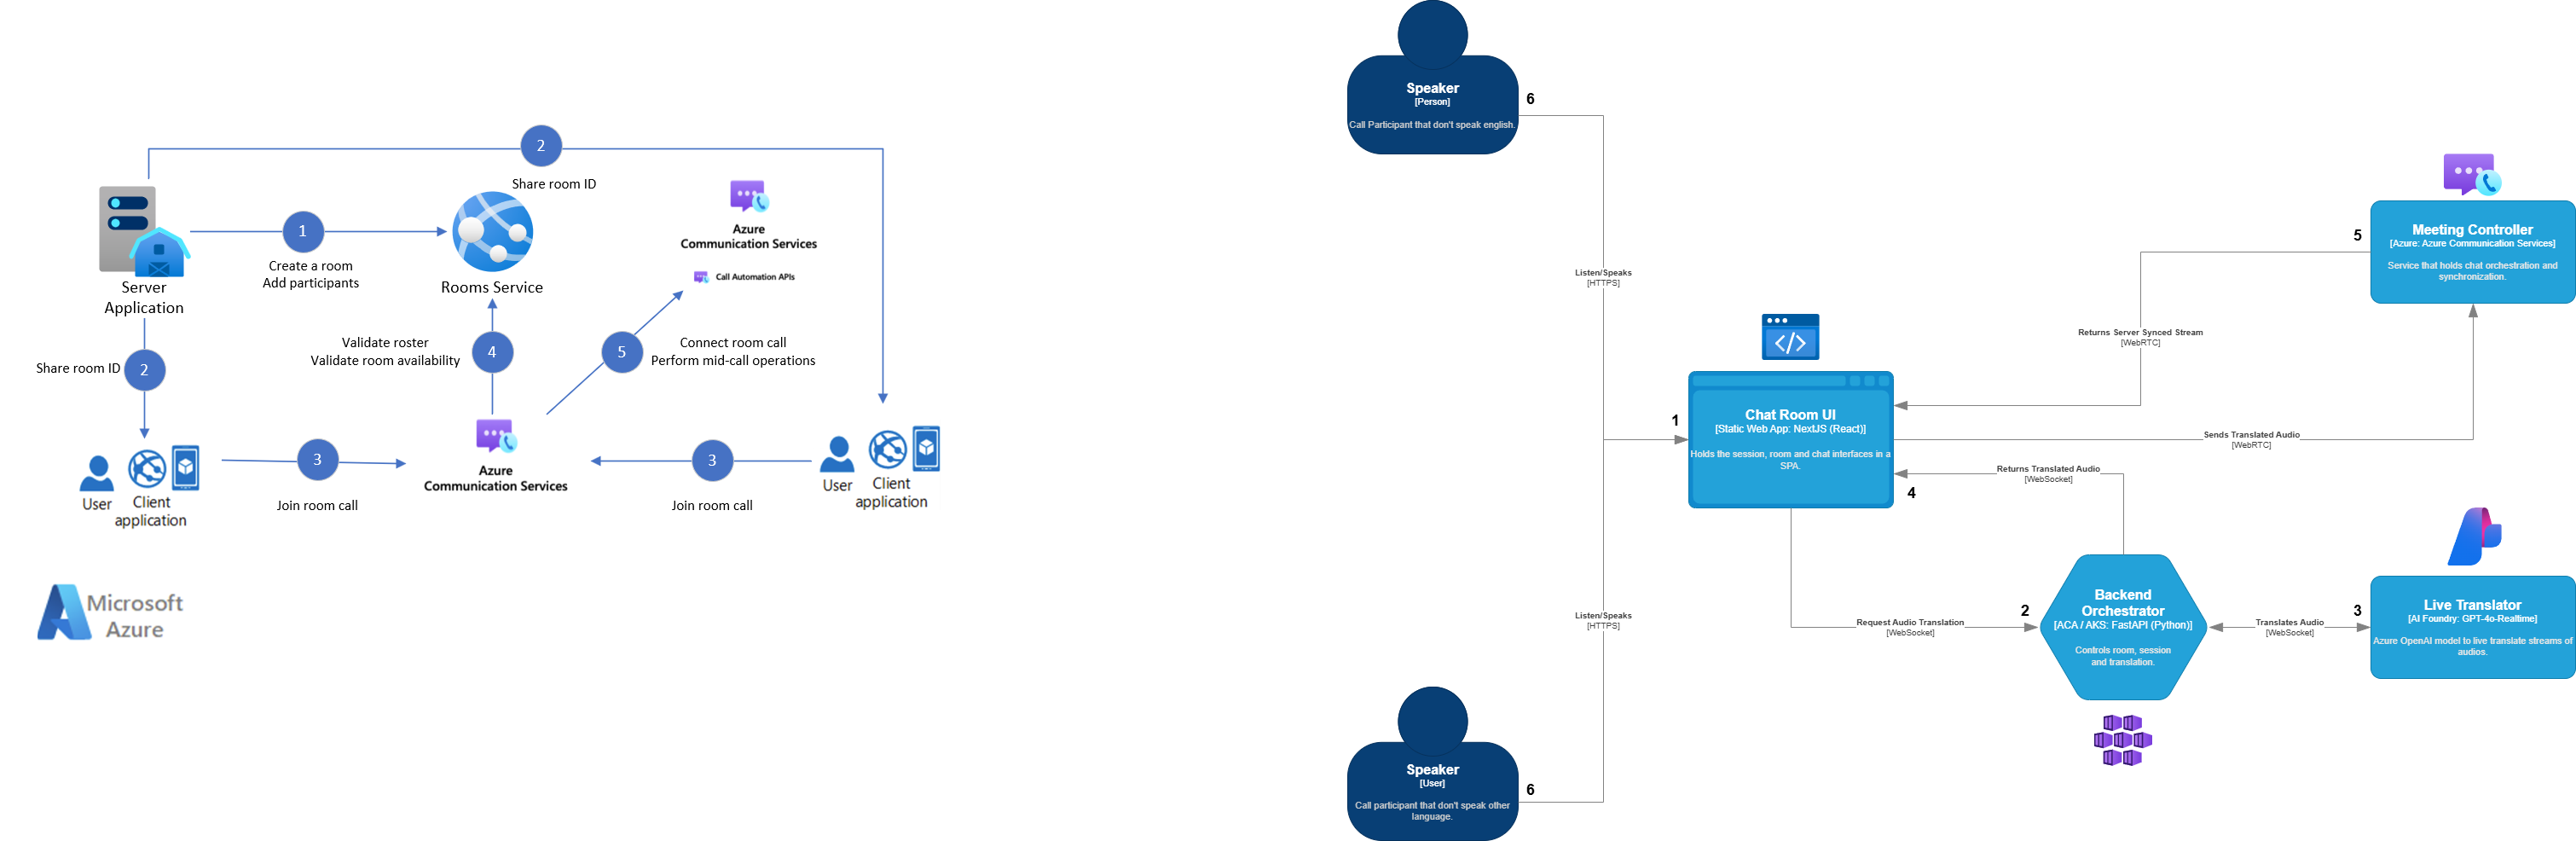 2
Share room ID
1
Create a room
Add participants
Server
Application
Rooms Service
Azure
Communication Services
Call Automation APIs
Share room ID
2
Validate roster
Validate room availability
4
5
Connect room call
Perform mid-call operations
User
Client
application
3
Join room call
Azure
Communication Services
3
Join room call
User
Client
application
Microsoft
Azure
Speaker
[Person]
Call Participant that don't speak english.
6
Listen/Speaks
[HTTPS]
Listen/Speaks
[HTTPS]
Speaker
[User]
Call participant that don't speak other
language.
6
1
Chat Room UI
[Static Web App: NextJS (React)]
Holds the session, room and chat interfaces in a
SPA.
4
Meeting Controller
[Azure: Azure Communication Services]
Service that holds chat orchestration and
synchronization.
5
Returns Server Synced Stream
[WebRTC]
Sends Translated Audio
[WebRTC]
Returns Translated Audio
[WebSocket]
Request Audio Translation
[WebSocket]
2
Backend
Orchestrator
[ACA / AKS: FastAPI (Python)]
Controls room, session
and translation.
Translates Audio
[WebSocket]
3
Live Translator
[AI Foundry: GPT-4o-Realtime]
Azure OpenAI model to live translate streams of
audios.